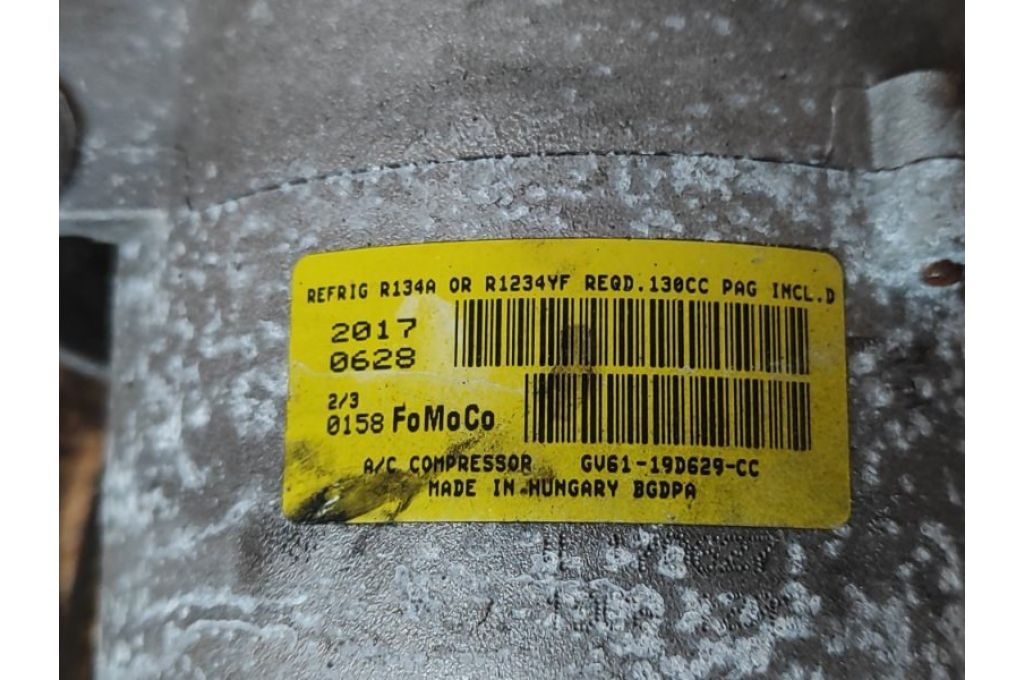 REFRIG R134A OR R1234YF REQD.130CC PAG INCL.D
2017
0628
2/3
0158 FoMoCo
A/C COMPRESSOR GV61-19D629-CC
MADE IN HUNGARY BGDPA